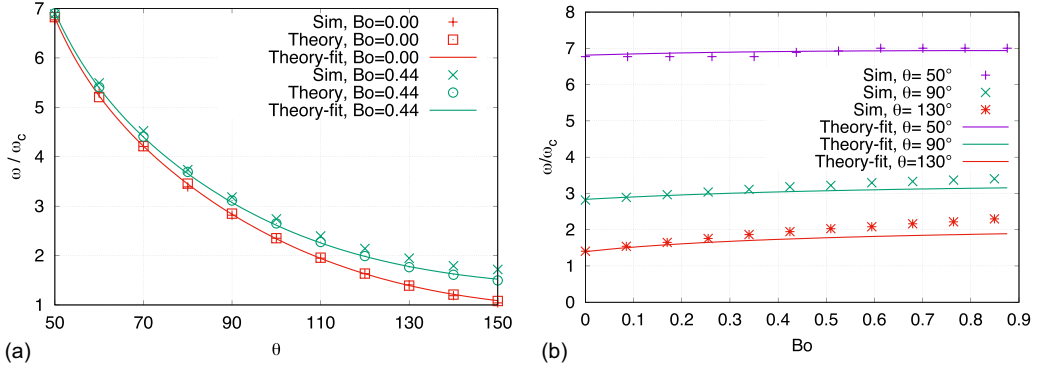 7
6
5
4
3
2
1
ω / ωc
50
70
90
110
130
150
θ
Sim, Bo=0.00
Theory, Bo=0.00
Theory-fit, Bo=0.00
Sim, Bo=0.44
Theory, Bo=0.44
Theory-fit, Bo=0.44
(a)
8
7
6
5
4
3
2
1
0
ω/ωc
0
0.1
0.2
0.3
0.4
0.5
0.6
0.7
0.8
0.9
Bo
Sim, θ= 50°
Sim, θ= 90°
Sim, θ=130°
Theory-fit, θ= 50°
Theory-fit, θ= 90°
Theory-fit, θ=130°
(b)